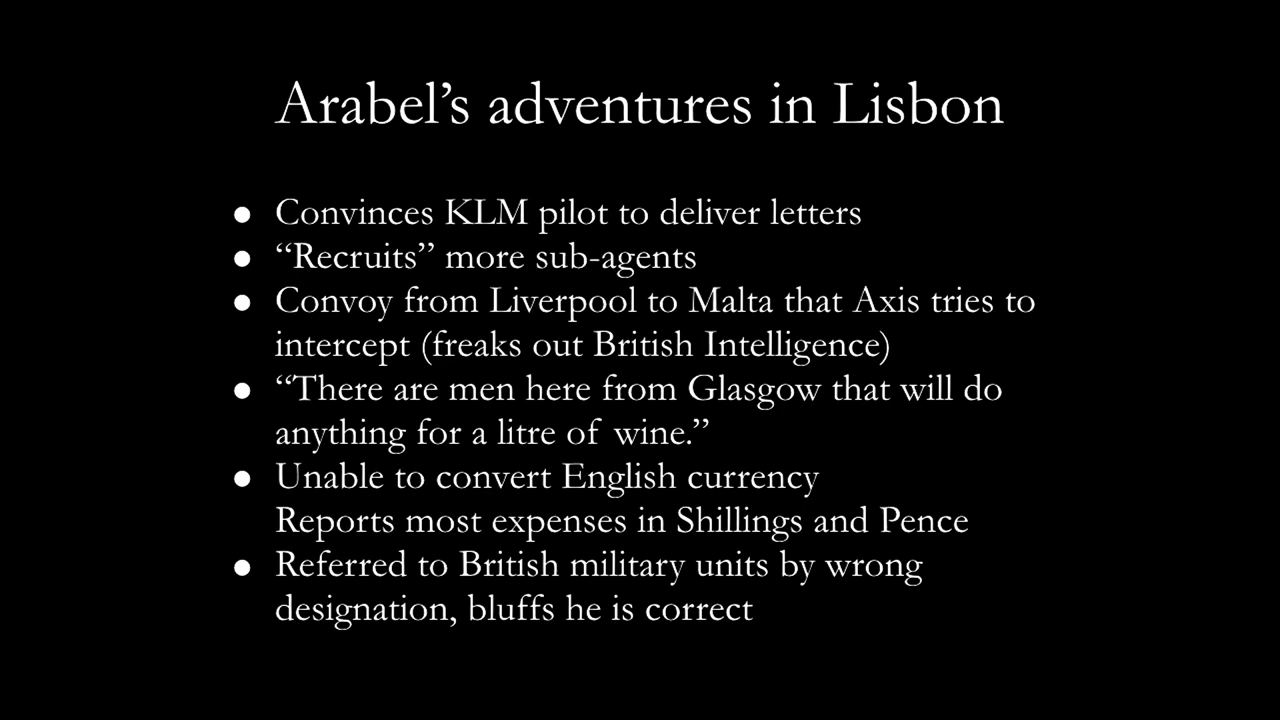 Arabel’s adventures in Lisbon
● Convinces KLM pilot to deliver letters
● “Recruits” more sub-agents
● Convoy from Liverpool to Malta that Axis tries to
intercept (freaks out British Intelligence)
● “There are men here from Glasgow that will do
anything for a litre of wine.”
● Unable to convert English currency
Reports most expenses in Shillings and Pence
● Referred to British military units by wrong
designation, bluffs he is correct